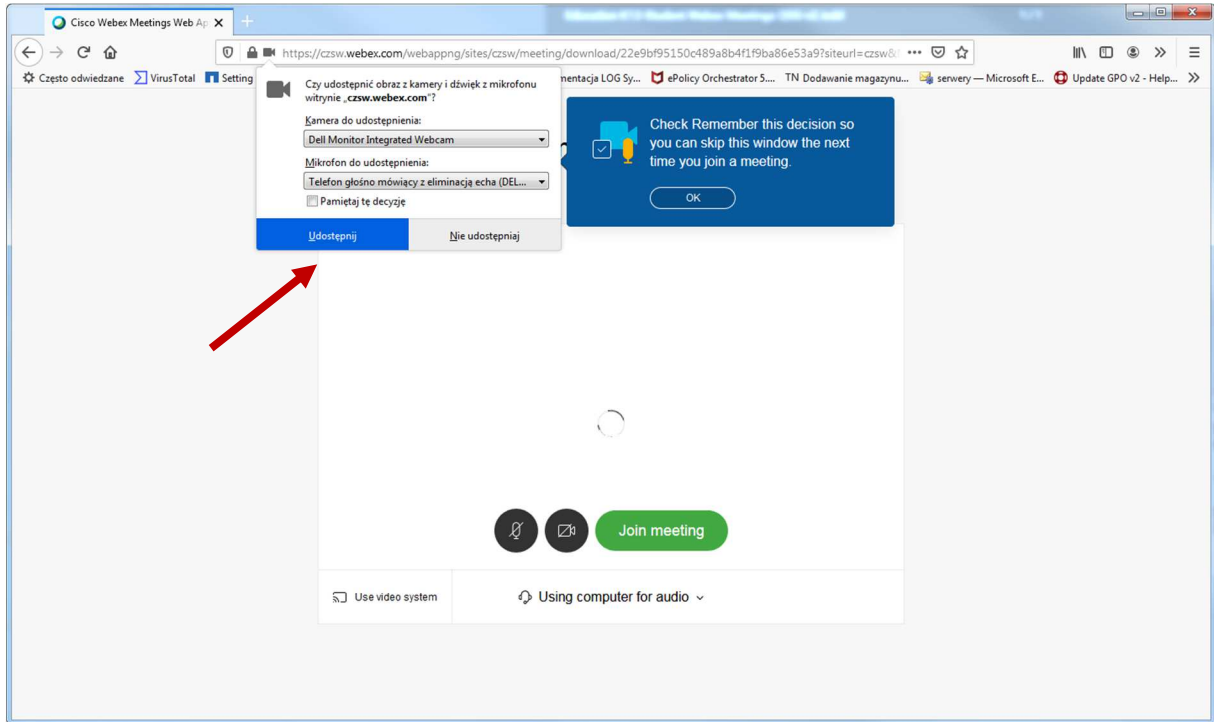 Cisco Webex Meetings Web Ap
https://czsw.webex.com/webappng/sites/czsw/meeting/download/22e9bf95150c489a8b4f1f9ba86e53a9?siteurl=czsw&
Często odwiedzane VirusTotal Setting mentacja LOG Sy... ePolicy Orchestrator 5.... TN Dodawanie magazynu... serwery — Microsoft E... Update GPO v2 - Help...
Czy udostępnić obraz z kamery i dźwięk z mikrofonu
witrynie „czsw.webex.com”?
Kamera do udostępnienia:
Dell Monitor Integrated Webcam
Mikrofon do udostępnienia:
Telefon głośno mówiący z eliminacją echa (DEL...
Pamiętaj tę decyzję
Udostępnij Nie udostępniaj
Check Remember this decision so
you can skip this window the next
time you join a meeting.
OK
Join meeting
Use video system Using computer for audio